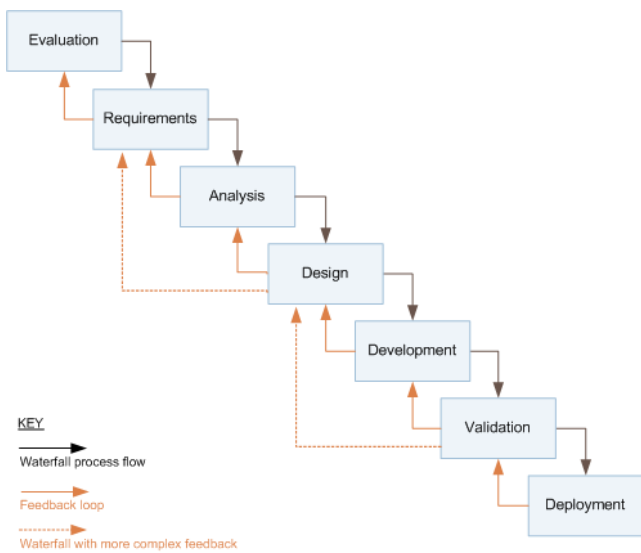 Evaluation
Requirements
Analysis
Design
Development
Validation
Deployment
KEY
Waterfall process flow
Feedback loop
Waterfall with more complex feedback